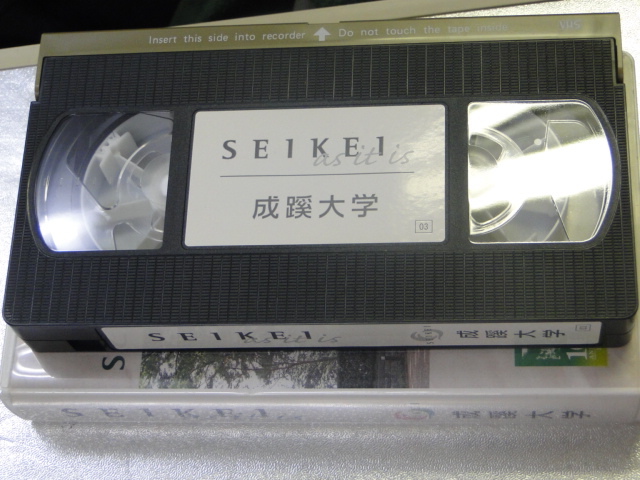 Insert this side into recorder ⬆ Do not touch the tape inside
VHS
SEIKEI
as it is
成蹊大学
03
SEIKEI
as it is
成蹊大学
S
SEIKEI
成蹊大学